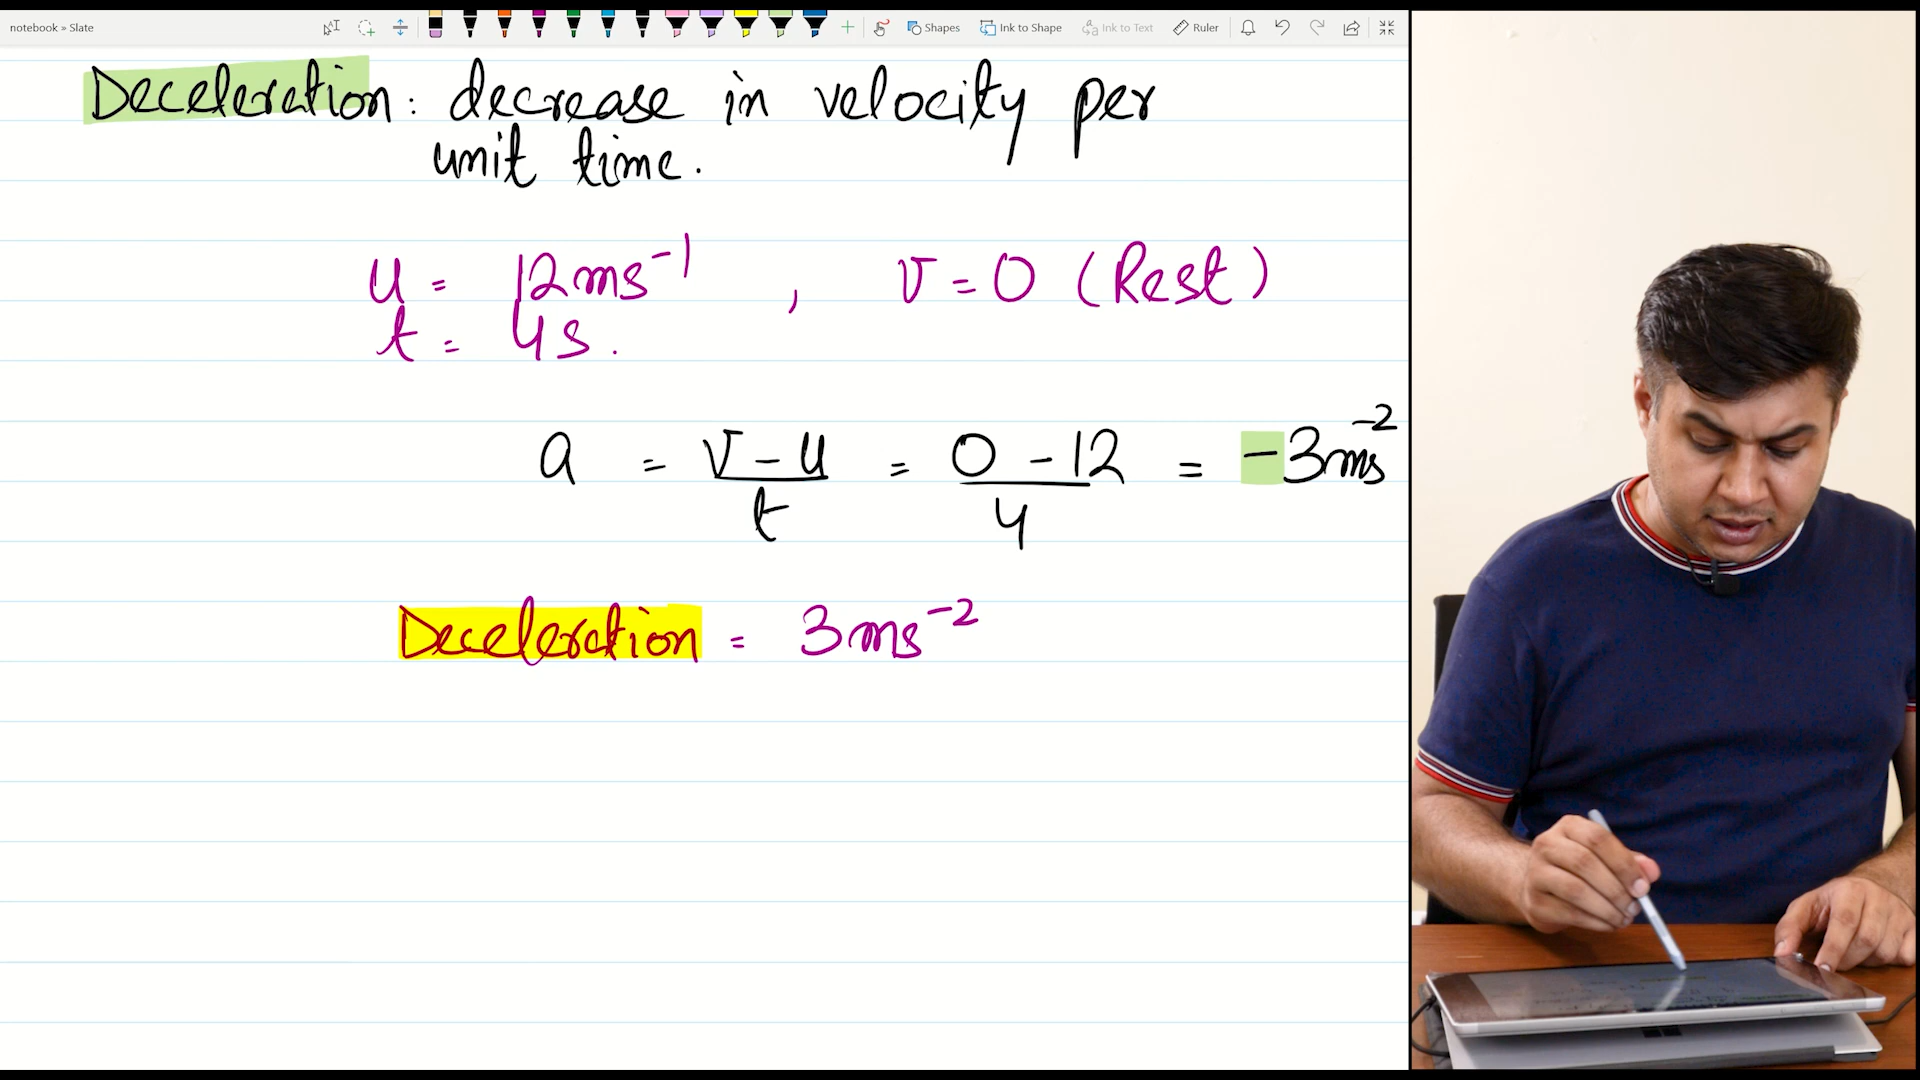 notebook » Slate
Shapes
Ink to Shape
Ink to Text
Ruler
Deceleration: decrease in velocity per
unit time.
u = 12ms⁻¹ , v = 0 (Rest)
t = 4s.
a = v - u / t = 0 - 12 / 4 = -3ms⁻²
Deceleration = 3ms⁻²